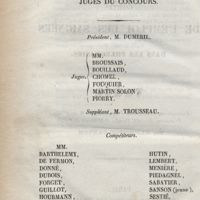 JUGES DU CONCOURS.
Président, M. DUMERIL.
MM.
BROUSSAIS,
BOUILLAUD,
Juges, CHOMEL,
FOUQUIER,
MARTIN SOLON,
PIORRY.
Suppléant, M. TROUSSEAU.
Compétiteurs.
MM.
BARTHELEMY,
DE FERMON,
DONNÉ,
DUBOIS,
FORGET,
GUILLOT,
HOURMANN,
HUTIN,
LEMBERT,
MENIÈRE,
PIEDAGNEL,
SABATIER,
SANSON (jeune),
SESTIÉ,